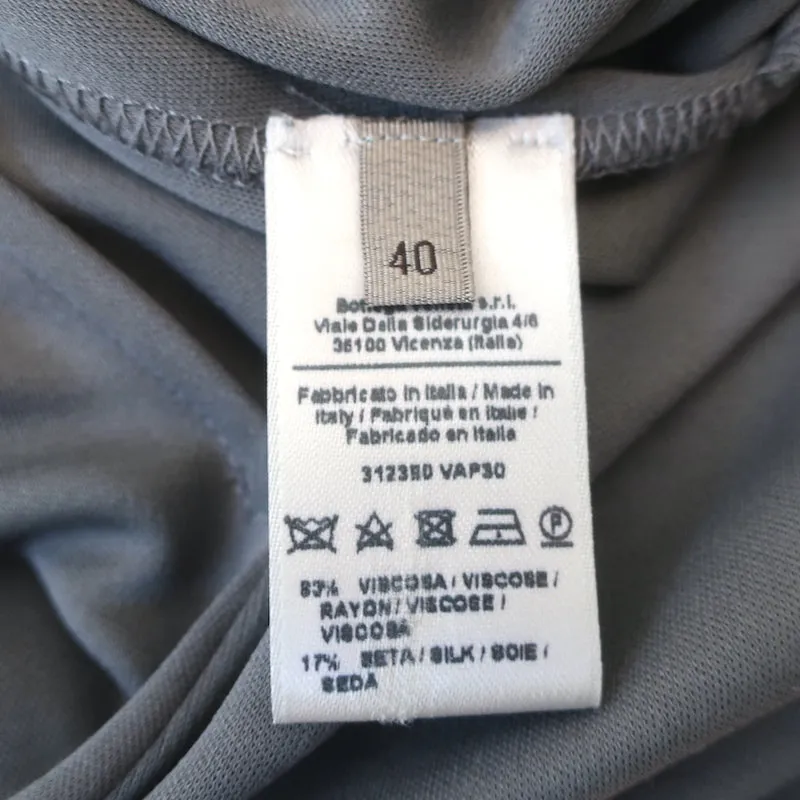 40
s.r.l.
Viale Della Siderurgia 4/6
36100 Vicenza (Italia)
Fabbricato in Italia / Made in
Italy / Fabriqué en Italie /
Fabricado en Italia
312350 VAP30
P
83% VISCOSA / VISCOSE /
RAYON / VISCOSE /
VISCOSA
17% SETA / SILK / SOIE /
SEDA